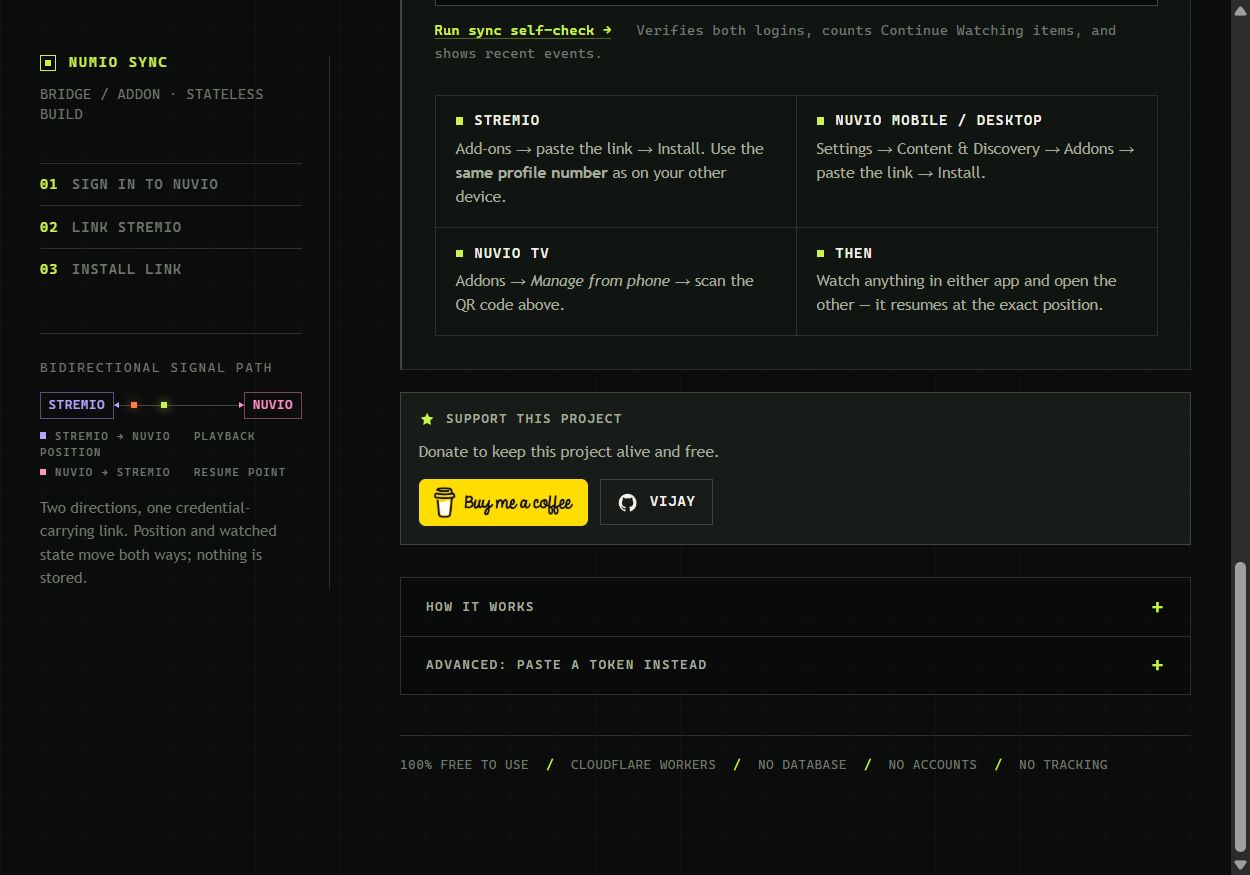 NUMIO SYNC
BRIDGE / ADDON · STATELESS
BUILD
01 SIGN IN TO NUVIO
02 LINK STREMIO
03 INSTALL LINK
BIDIRECTIONAL SIGNAL PATH
STREMIO NUVIO
STREMIO → NUVIO PLAYBACK
POSITION
NUVIO → STREMIO RESUME POINT
Two directions, one credential-
carrying link. Position and watched
state move both ways; nothing is
stored.
Run sync self-check → Verifies both logins, counts Continue Watching items, and
shows recent events.
STREMIO
Add-ons → paste the link → Install. Use the
same profile number as on your other
device.
NUVIO MOBILE / DESKTOP
Settings → Content & Discovery → Addons →
paste the link → Install.
NUVIO TV
Addons → Manage from phone → scan the
QR code above.
THEN
Watch anything in either app and open the
other — it resumes at the exact position.
SUPPORT THIS PROJECT
Donate to keep this project alive and free.
Buy me a coffee
VIJAY
HOW IT WORKS +
ADVANCED: PASTE A TOKEN INSTEAD +
100% FREE TO USE / CLOUDFLARE WORKERS / NO DATABASE / NO ACCOUNTS / NO TRACKING